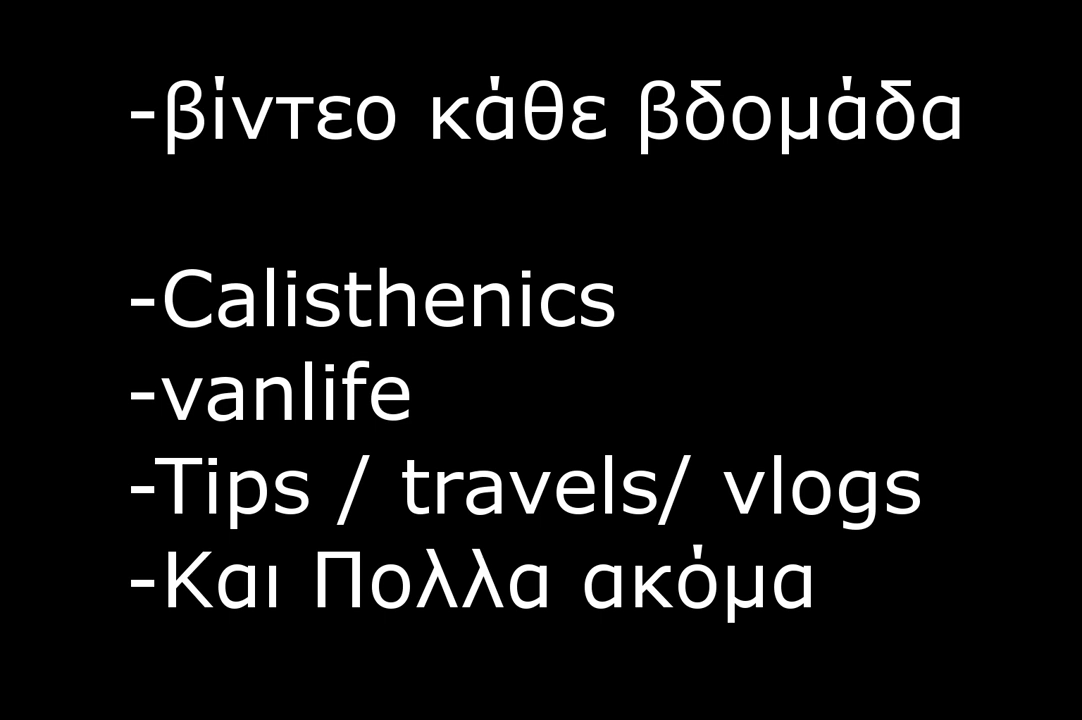 -βίντεο κάθε βδομάδα
-Calisthenics
-vanlife
-Tips / travels/ vlogs
-Και Πολλα ακόμα